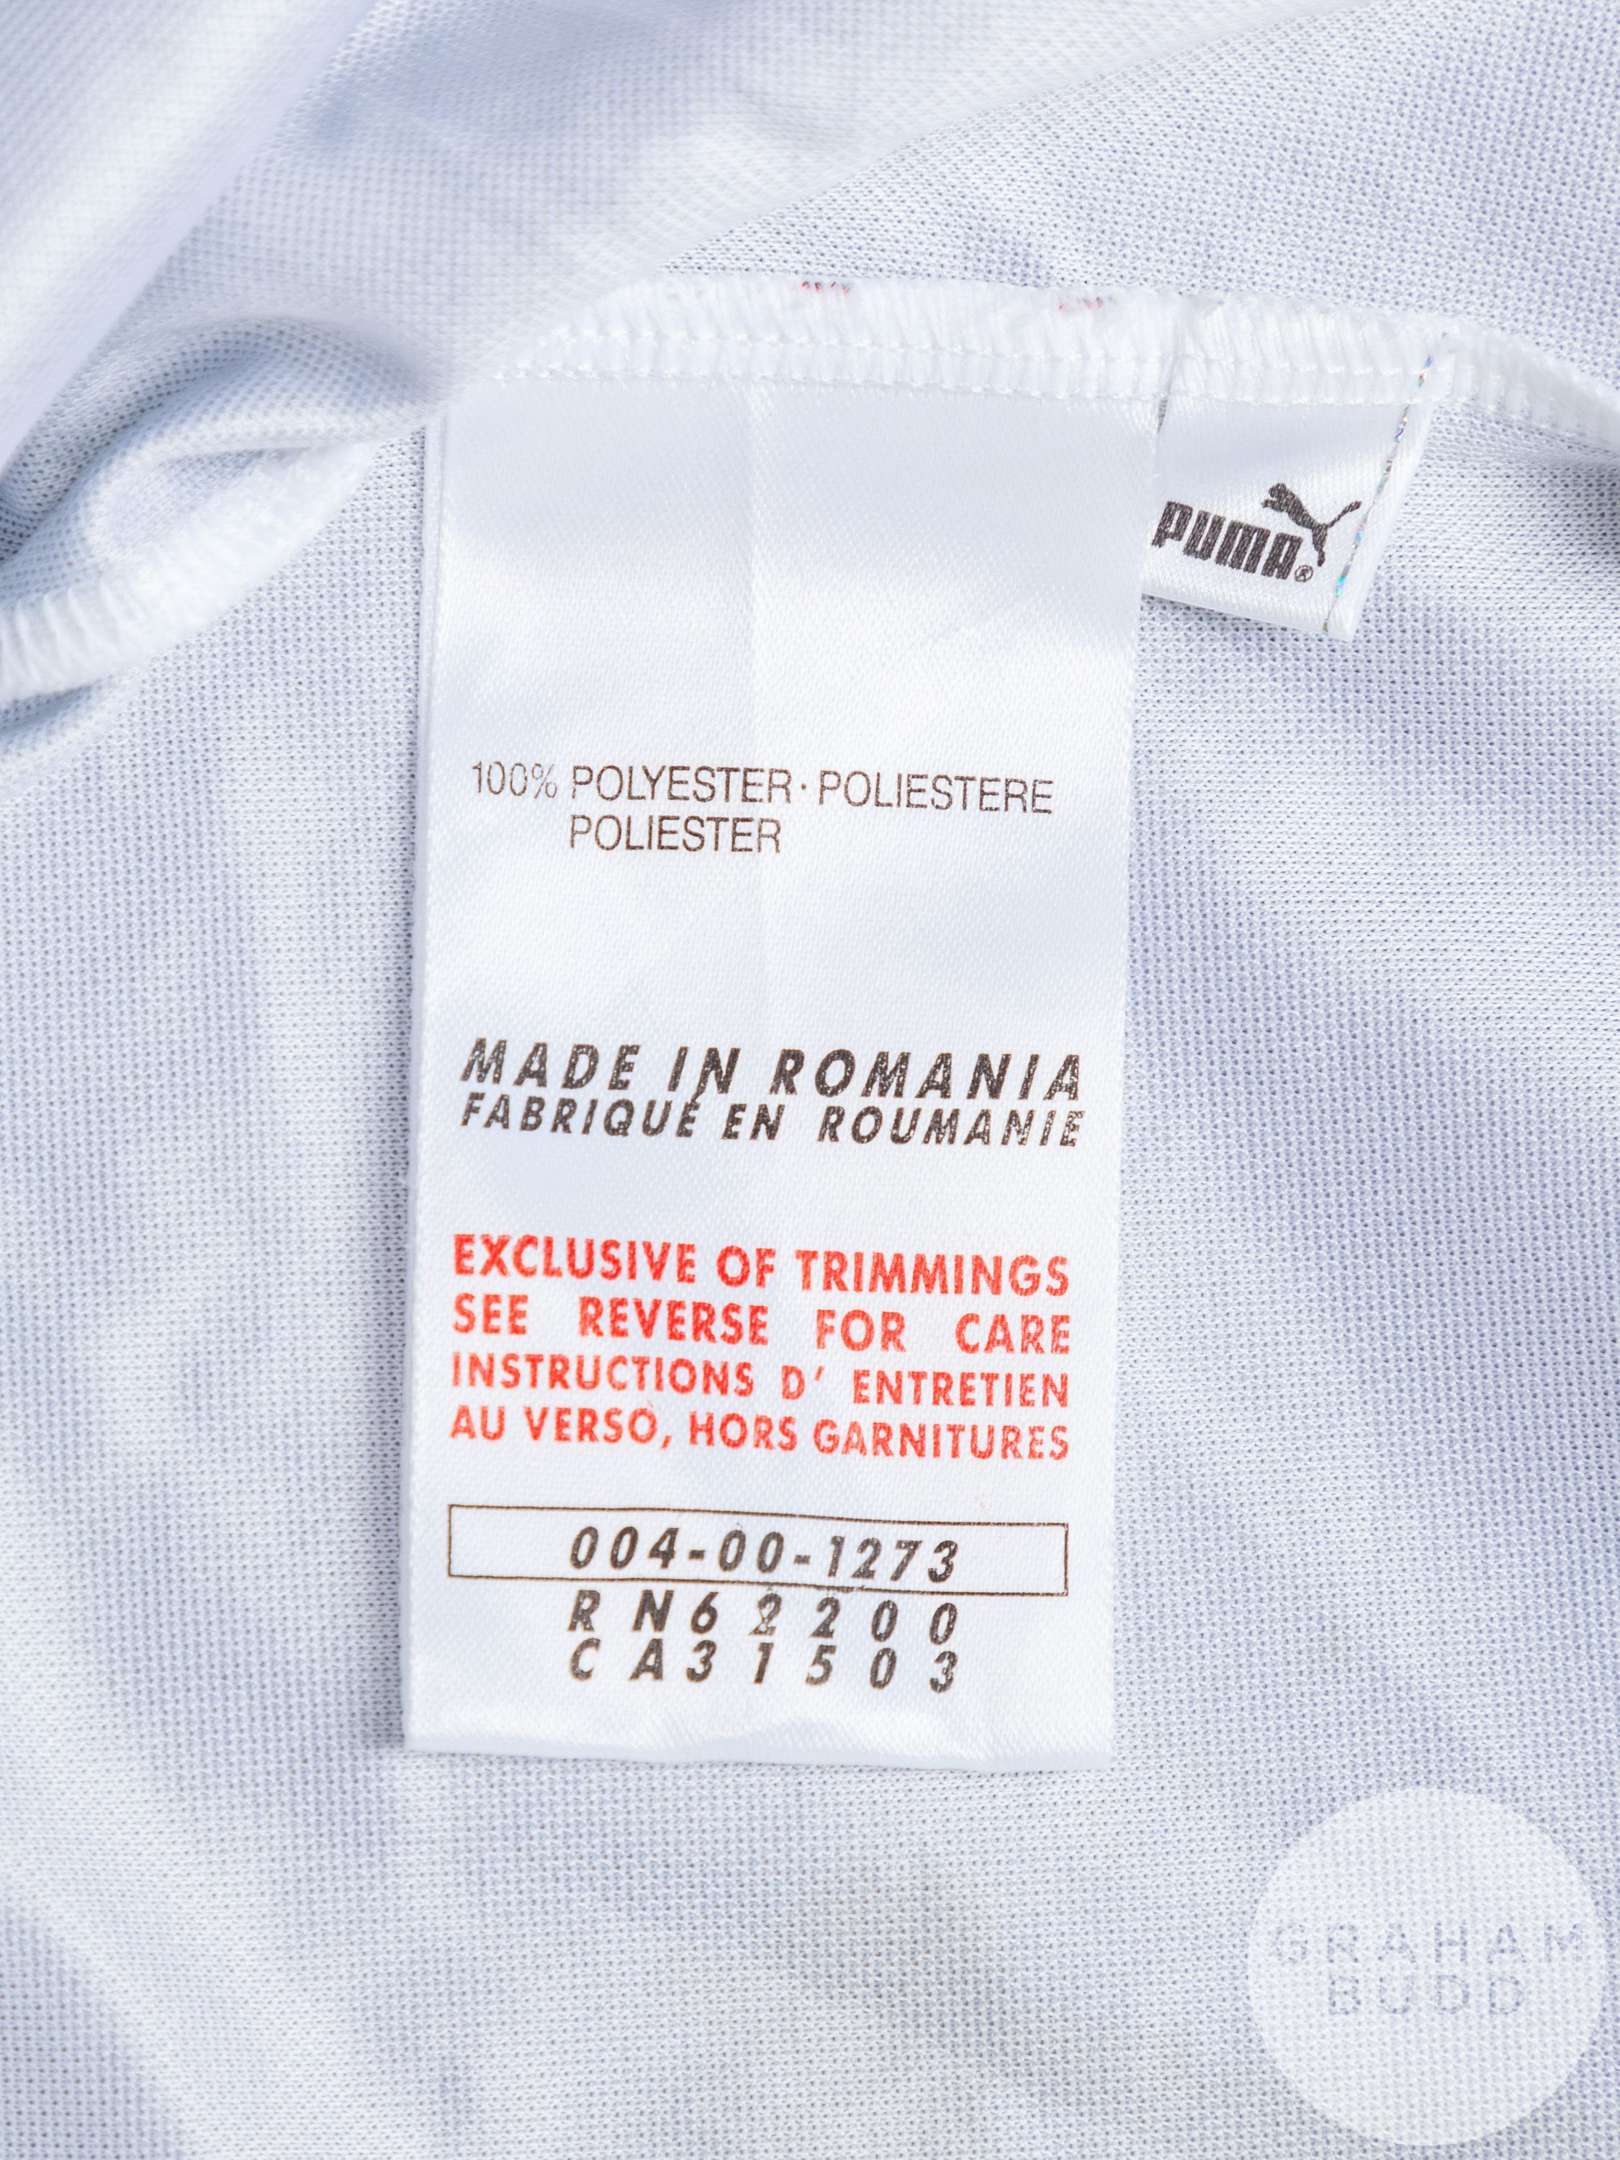 PUMA®
100% POLYESTER · POLIESTERE
POLIESTER
MADE IN ROMANIA
FABRIQUÉ EN ROUMANIE
EXCLUSIVE OF TRIMMINGS
SEE REVERSE FOR CARE
INSTRUCTIONS D' ENTRETIEN
AU VERSO, HORS GARNITURES
004-00-1273
RN62200
CA31503
GRAHAM
BUDD